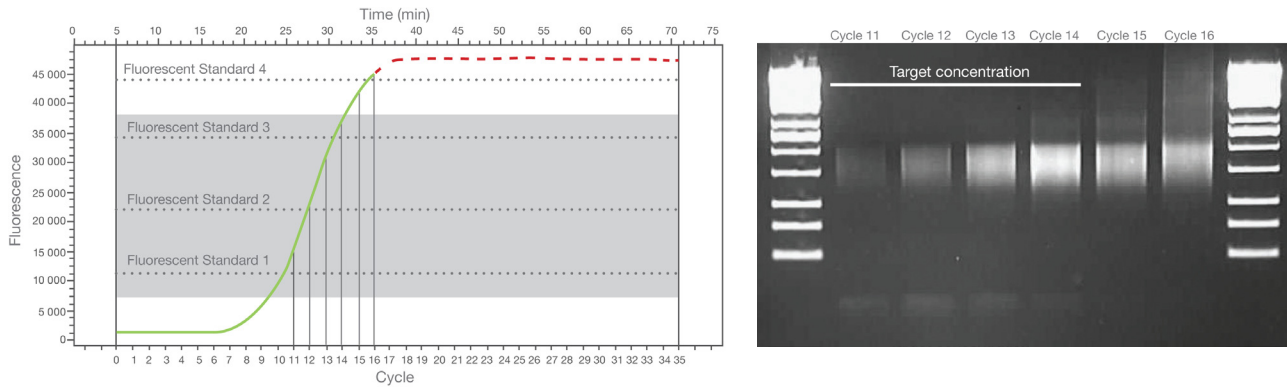 Time (min)
0 5 10 15 20 25 30 35 40 45 50 55 60 65 70 75
Fluorescence
45 000
40 000
35 000
30 000
25 000
20 000
15 000
10 000
5 000
0
Fluorescent Standard 4
Fluorescent Standard 3
Fluorescent Standard 2
Fluorescent Standard 1
0 1 2 3 4 5 6 7 8 9 10 11 12 13 14 15 16 17 18 19 20 21 22 23 24 25 26 27 28 29 30 31 32 33 34 35
Cycle
Cycle 11 Cycle 12 Cycle 13 Cycle 14 Cycle 15 Cycle 16
Target concentration